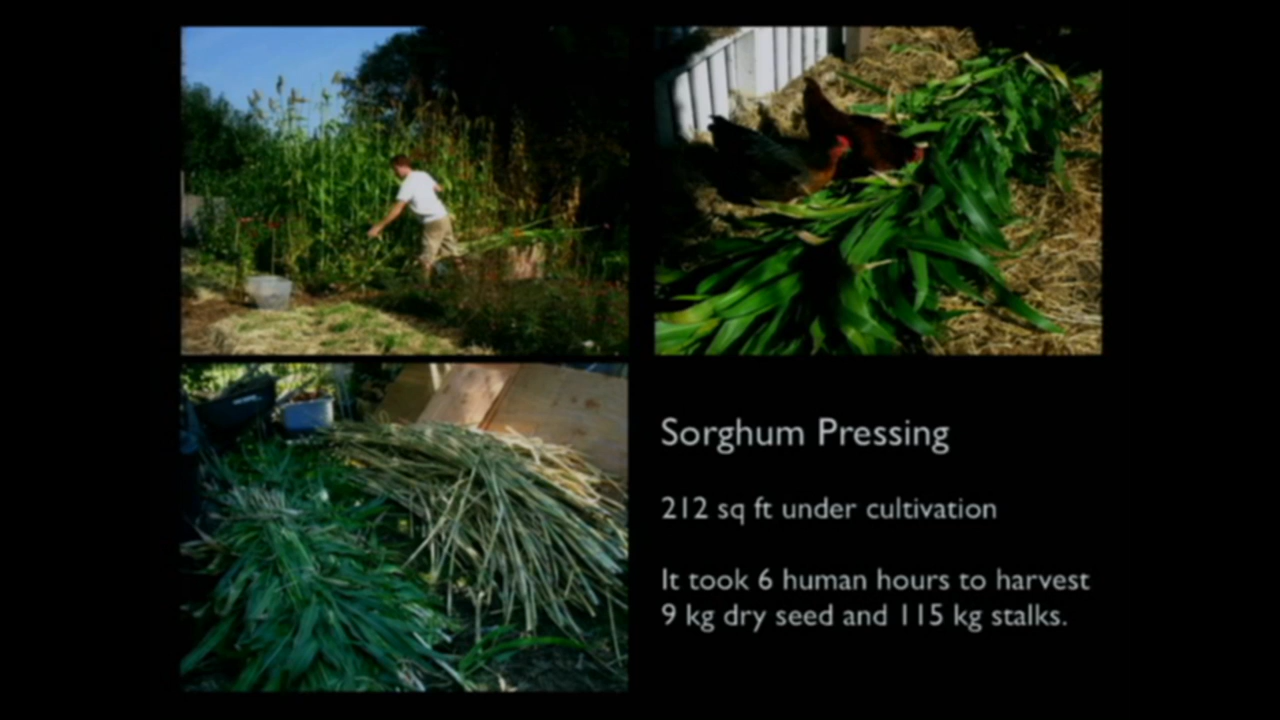 Sorghum Pressing
212 sq ft under cultivation
It took 6 human hours to harvest
9 kg dry seed and 115 kg stalks.